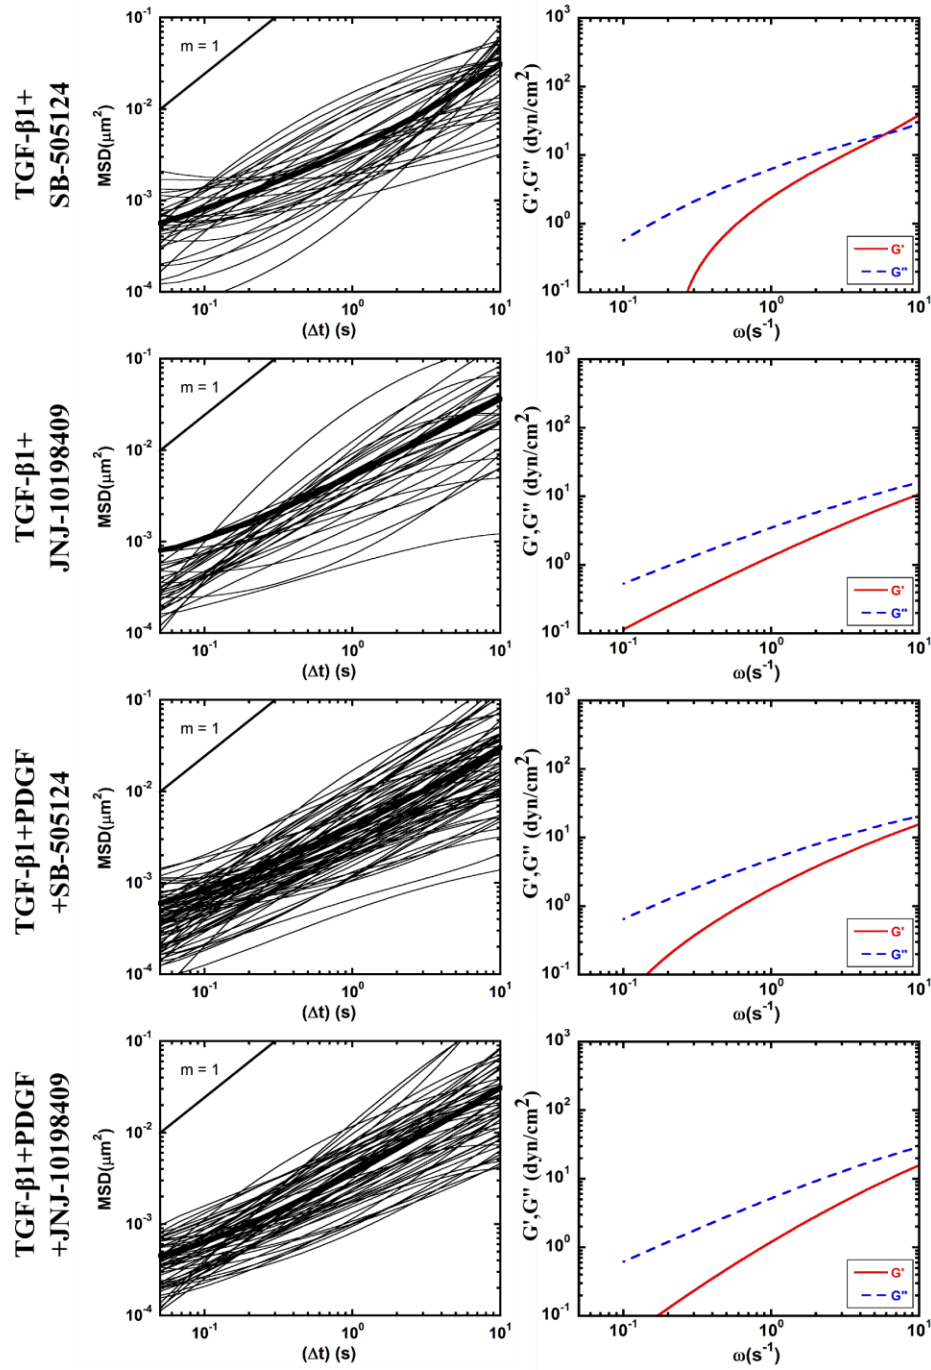 TGF-β1+
SB-505124
MSD(μm²)
10⁻¹
10⁻²
10⁻³
10⁻⁴
m = 1
10⁻¹
10⁰
10¹
(Δt) (s)
G',G'' (dyn/cm²)
10³
10²
10¹
10⁰
10⁻¹
G'
G''
10⁻¹
10⁰
10¹
ω(s⁻¹)
TGF-β1+
JNJ-10198409
MSD(μm²)
10⁻¹
10⁻²
10⁻³
10⁻⁴
m = 1
10⁻¹
10⁰
10¹
(Δt) (s)
G',G'' (dyn/cm²)
10³
10²
10¹
10⁰
10⁻¹
G'
G''
10⁻¹
10⁰
10¹
ω(s⁻¹)
TGF-β1+PDGF
+SB-505124
MSD(μm²)
10⁻¹
10⁻²
10⁻³
10⁻⁴
m = 1
10⁻¹
10⁰
10¹
(Δt) (s)
G',G'' (dyn/cm²)
10³
10²
10¹
10⁰
10⁻¹
G'
G''
10⁻¹
10⁰
10¹
ω(s⁻¹)
TGF-β1+PDGF
+JNJ-10198409
MSD(μm²)
10⁻¹
10⁻²
10⁻³
10⁻⁴
m = 1
10⁻¹
10⁰
10¹
(Δt) (s)
G',G'' (dyn/cm²)
10³
10²
10¹
10⁰
10⁻¹
G'
G''
10⁻¹
10⁰
10¹
ω(s⁻¹)